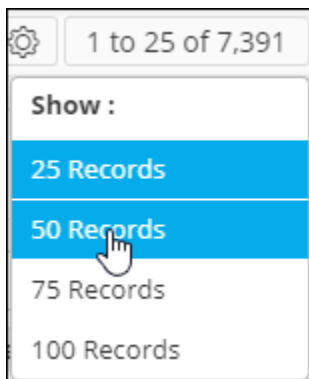 1 to 25 of 7,391
Show :
25 Records
50 Records
75 Records
100 Records